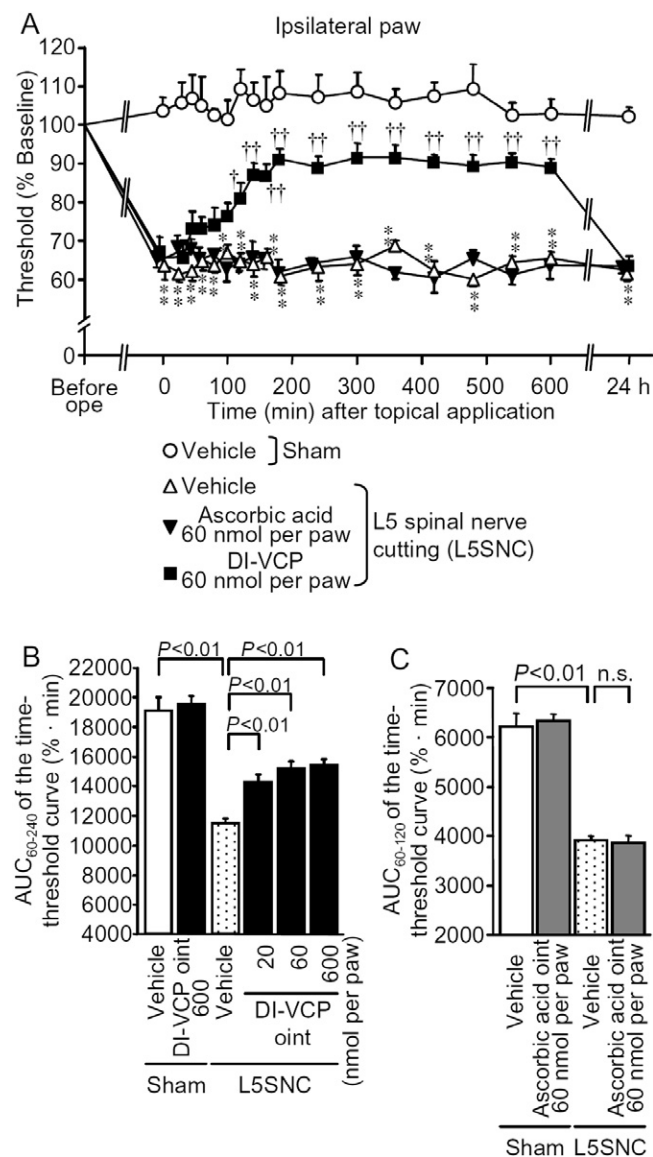 A
Ipsilateral paw
Threshold (% Baseline)
120
110
100
90
80
70
60
0
Before ope
0 100 200 300 400 500 600 24 h
Time (min) after topical application
Vehicle ] Sham
Vehicle
Ascorbic acid
60 nmol per paw
DI-VCP
60 nmol per paw
L5 spinal nerve
cutting (L5SNC)
B
P<0.01 P<0.01
P<0.01
P<0.01
AUC60-240 of the time-
threshold curve (% · min)
22000
20000
18000
16000
14000
12000
10000
8000
6000
4000
Vehicle
DI-VCP oint
600
Vehicle
20
60
600
(nmol per paw)
DI-VCP
oint
Sham
L5SNC
C
P<0.01 n.s.
AUC60-120 of the time-
threshold curve (% · min)
7000
6000
5000
4000
3000
2000
Vehicle
Ascorbic acid oint
60 nmol per paw
Vehicle
Ascorbic acid oint
60 nmol per paw
Sham L5SNC